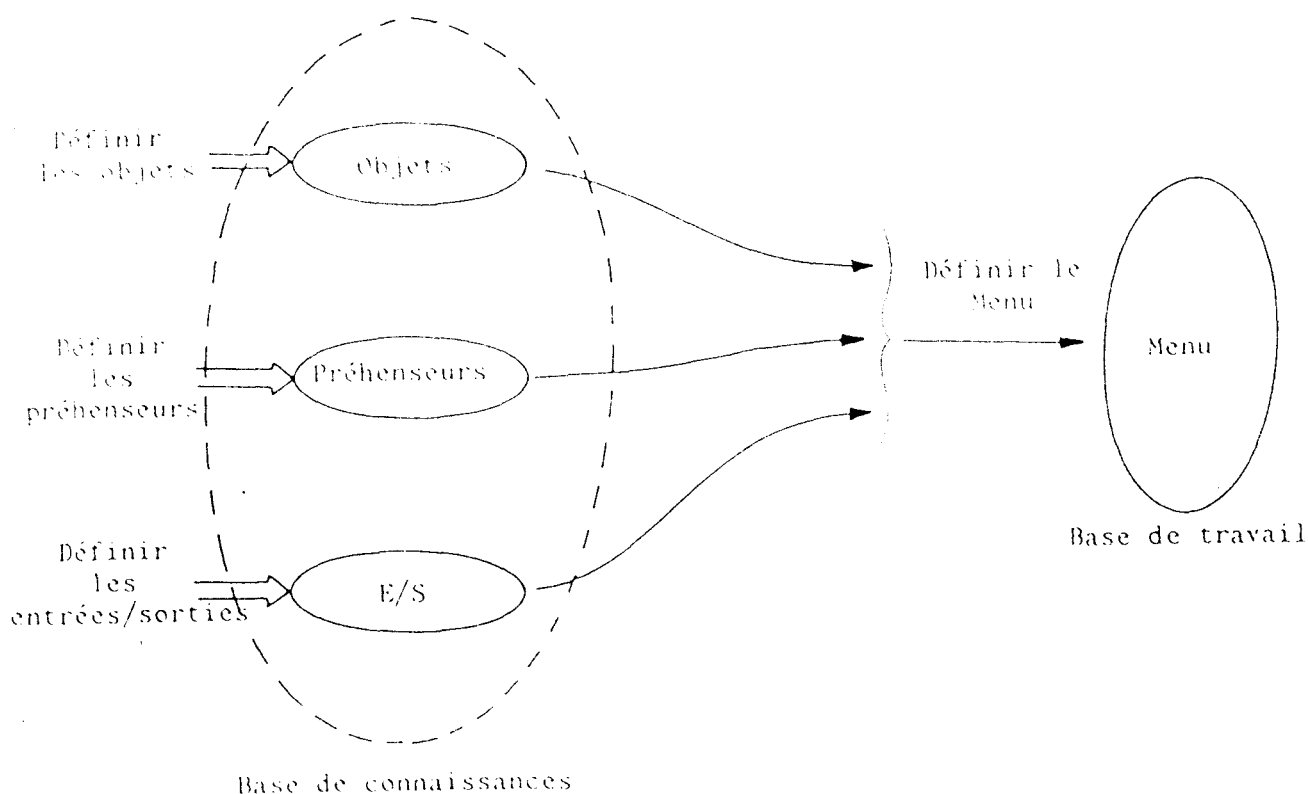 Définir
les objets
Objets
Définir
les
préhenseurs
Préhenseurs
Définir
les
entrées/sorties
E/S
Base de connaissances
Définir le
Menu
Menu
Base de travail